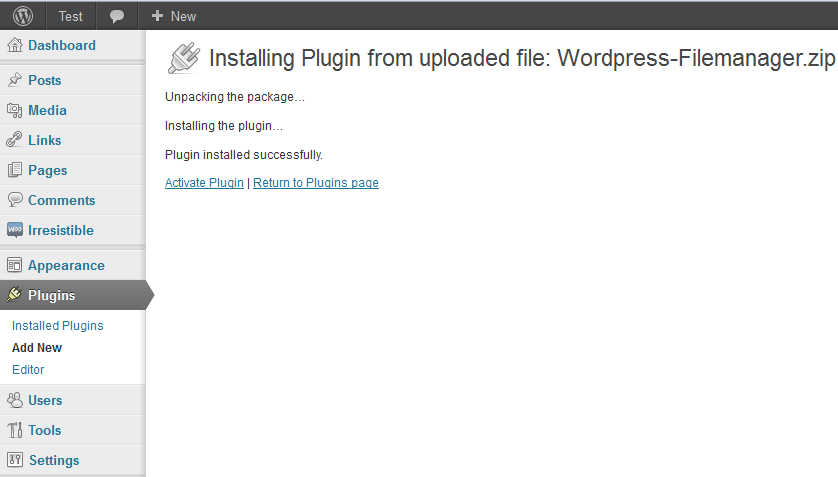 Test New
Dashboard
Posts
Media
Links
Pages
Comments
WOO Irresistible
Appearance
Plugins
Installed Plugins
Add New
Editor
Users
Tools
Settings
Installing Plugin from uploaded file: Wordpress-Filemanager.zip
Unpacking the package…
Installing the plugin…
Plugin installed successfully.
Activate Plugin | Return to Plugins page